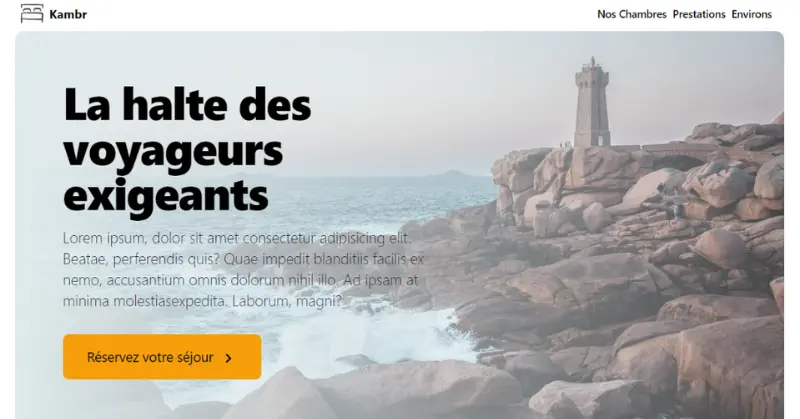 Kambr
Nos Chambres Prestations Environs
La halte des
voyageurs
exigeants
Lorem ipsum, dolor sit amet consectetur adipisicing elit.
Beatae, perferendis quis? Quae impedit blanditiis facilis ex
nemo, accusantium omnis dolorum nihil illo. Ad ipsam at
minima molestiasexpedita. Laborum, magni?
Réservez votre séjour